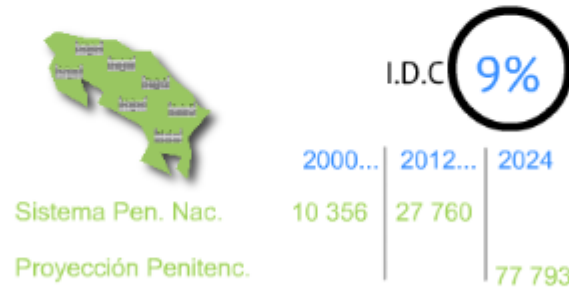 I.D.C 9%
2000... 2012... 2024
Sistema Pen. Nac. 10 356 27 760
Proyección Penitenc. 77 793